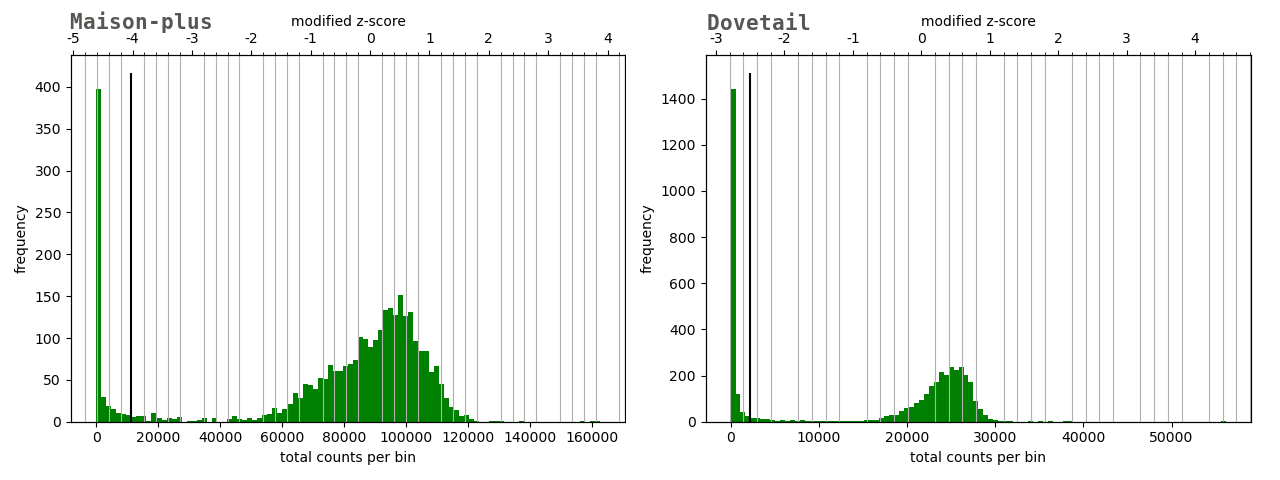 Maison-plus
modified z-score
-5 -4 -3 -2 -1 0 1 2 3 4
400
350
300
250
200
150
100
50
0
frequency
0 20000 40000 60000 80000 100000 120000 140000 160000
total counts per bin
Dovetail
modified z-score
-3 -2 -1 0 1 2 3 4
1400
1200
1000
800
600
400
200
0
frequency
0 10000 20000 30000 40000 50000
total counts per bin